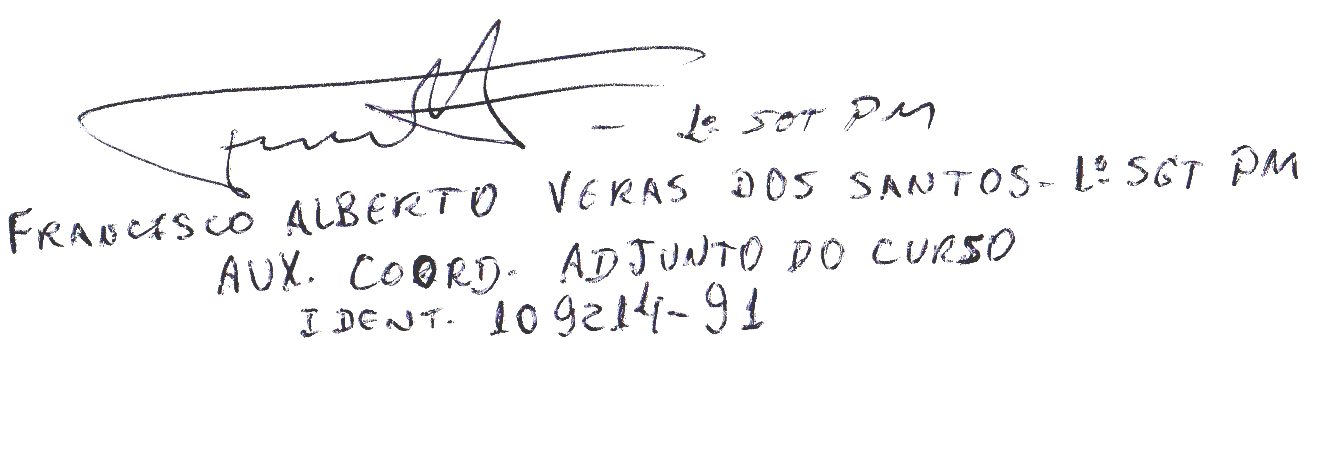 - 1º SGT PM
FRANCISCO ALBERTO VERAS DOS SANTOS - 1º SGT PM
AUX. COORD. ADJUNTO DO CURSO
IDENT. 109214-91